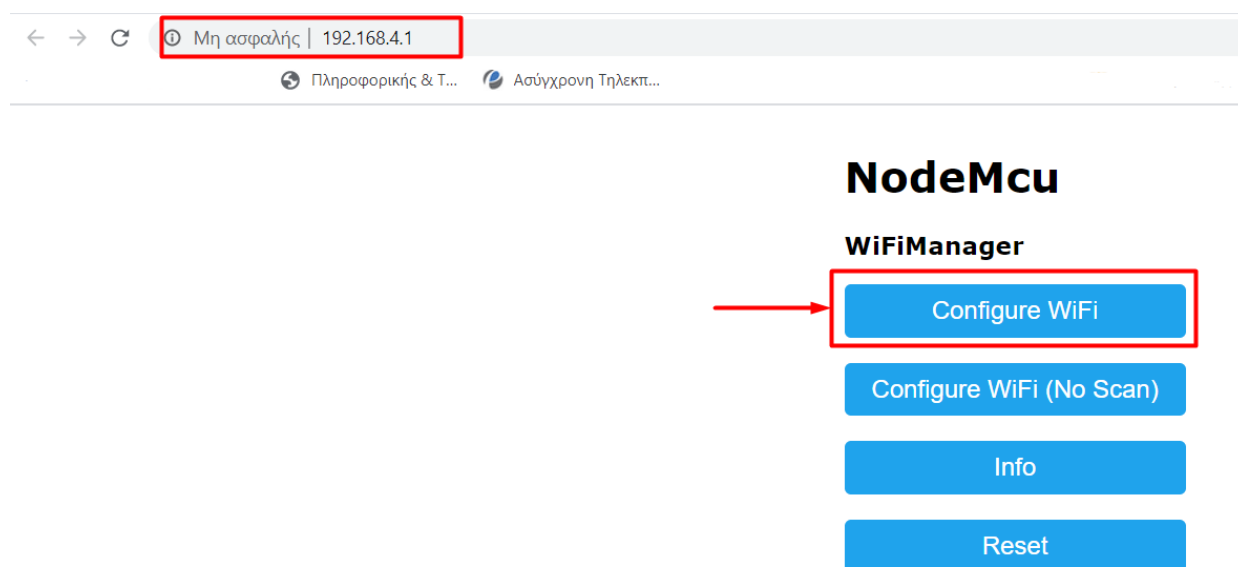 Μη ασφαλής | 192.168.4.1
Πληροφορικής & Τ... Ασύγχρονη Τηλεκπ...
NodeMcu
WiFiManager
Configure WiFi
Configure WiFi (No Scan)
Info
Reset